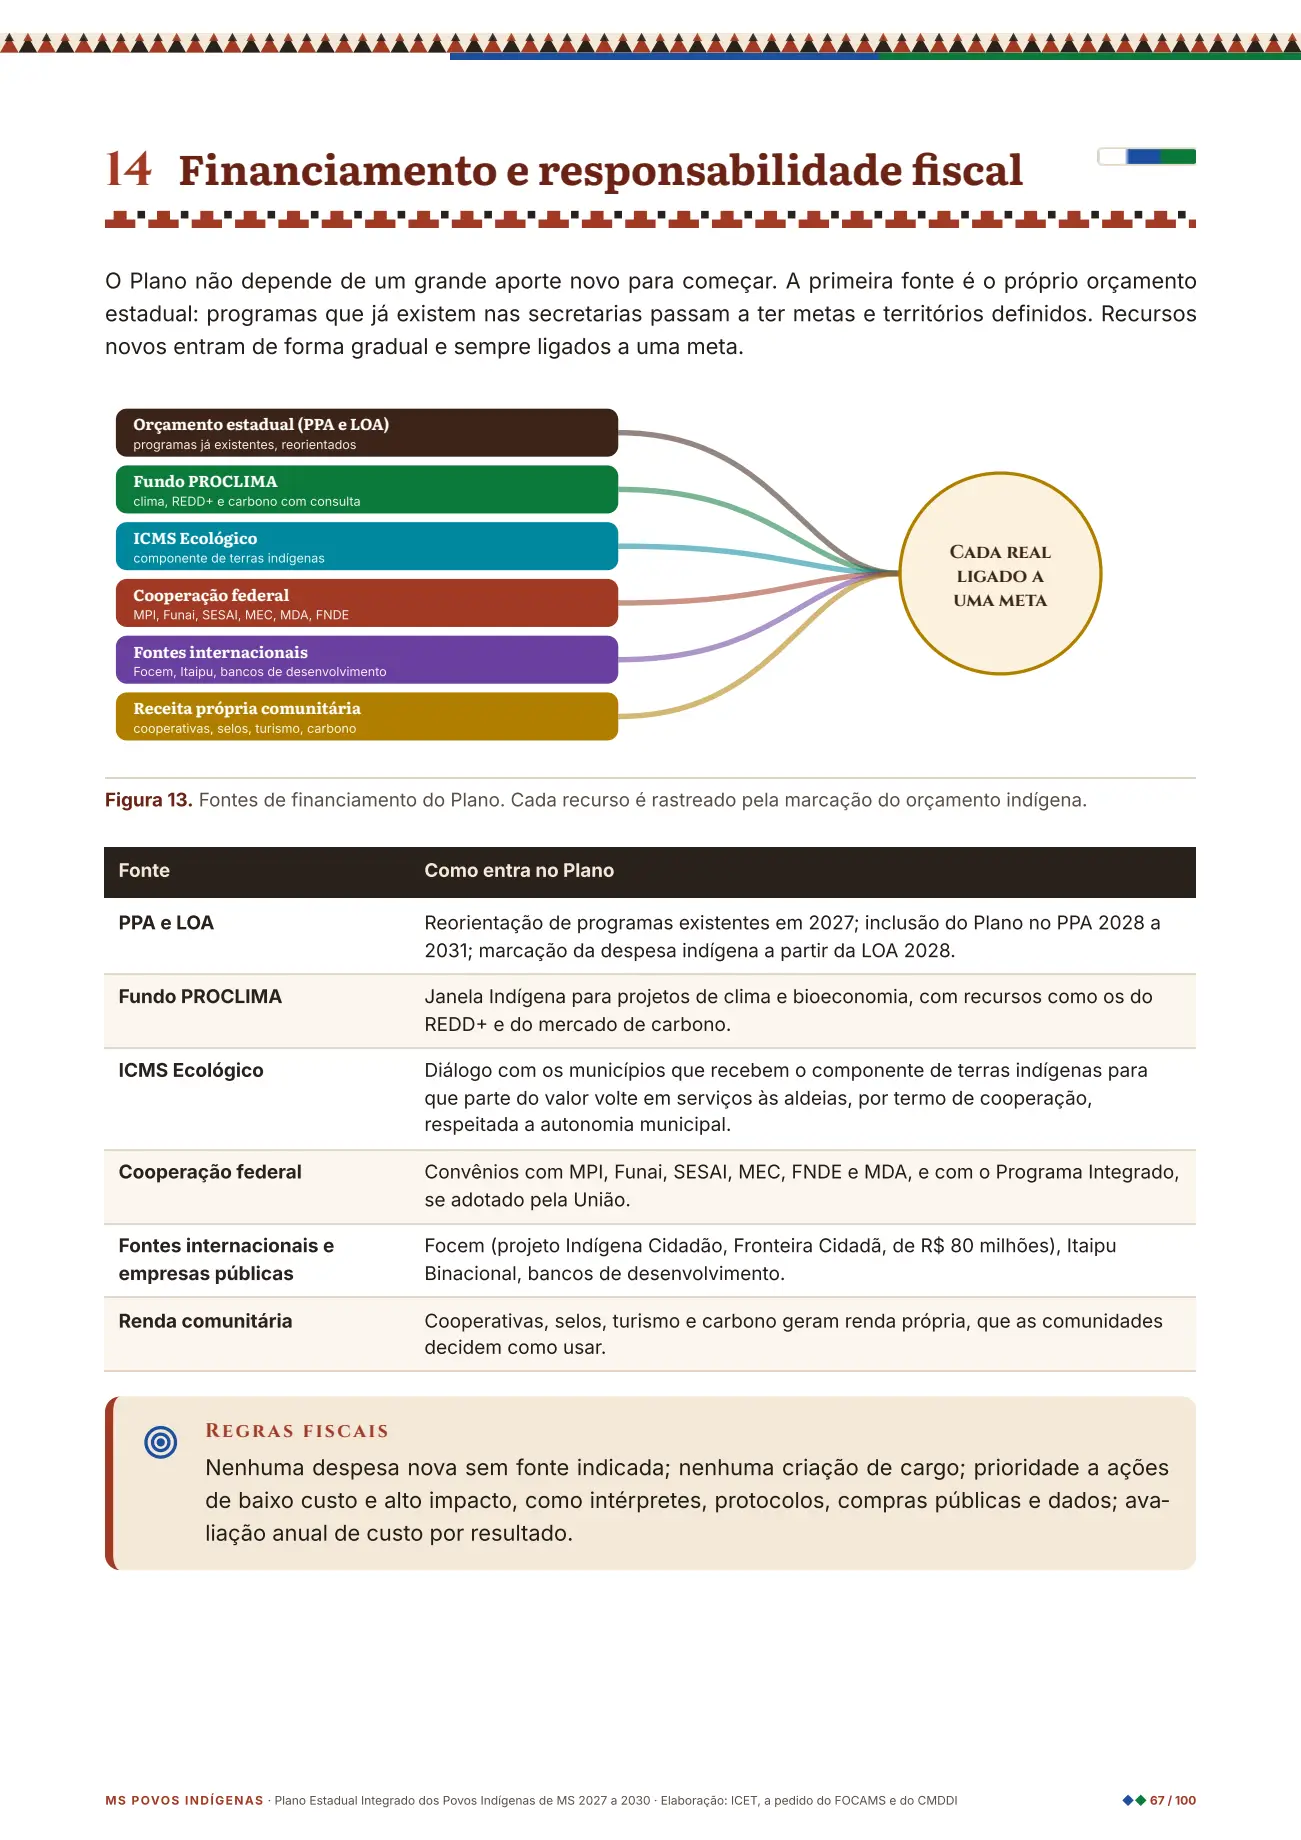 14 Financiamento e responsabilidade fiscal
O Plano não depende de um grande aporte novo para começar. A primeira fonte é o próprio orçamento
estadual: programas que já existem nas secretarias passam a ter metas e territórios definidos. Recursos
novos entram de forma gradual e sempre ligados a uma meta.
Orçamento estadual (PPA e LOA)
programas já existentes, reorientados
Fundo PROCLIMA
clima, REDD+ e carbono com consulta
ICMS Ecológico
componente de terras indígenas
Cooperação federal
MPI, Funai, SESAI, MEC, MDA, FNDE
Fontes internacionais
Focem, Itaipu, bancos de desenvolvimento
Receita própria comunitária
cooperativas, selos, turismo, carbono
Cada real
ligado a
uma meta
Figura 13. Fontes de financiamento do Plano. Cada recurso é rastreado pela marcação do orçamento indígena.
Fonte Como entra no Plano
PPA e LOA Reorientação de programas existentes em 2027; inclusão do Plano no PPA 2028 a
2031; marcação da despesa indígena a partir da LOA 2028.
Fundo PROCLIMA Janela Indígena para projetos de clima e bioeconomia, com recursos como os do
REDD+ e do mercado de carbono.
ICMS Ecológico Diálogo com os municípios que recebem o componente de terras indígenas para
que parte do valor volte em serviços às aldeias, por termo de cooperação,
respeitada a autonomia municipal.
Cooperação federal Convênios com MPI, Funai, SESAI, MEC, FNDE e MDA, e com o Programa Integrado,
se adotado pela União.
Fontes internacionais e Focem (projeto Indígena Cidadão, Fronteira Cidadã, de R$ 80 milhões), Itaipu
empresas públicas Binacional, bancos de desenvolvimento.
Renda comunitária Cooperativas, selos, turismo e carbono geram renda própria, que as comunidades
decidem como usar.
Regras fiscais
Nenhuma despesa nova sem fonte indicada; nenhuma criação de cargo; prioridade a ações
de baixo custo e alto impacto, como intérpretes, protocolos, compras públicas e dados; ava-
liação anual de custo por resultado.
MS POVOS INDÍGENAS · Plano Estadual Integrado dos Povos Indígenas de MS 2027 a 2030 · Elaboração: ICET, a pedido do FOCAMS e do CMDDI 67 / 100